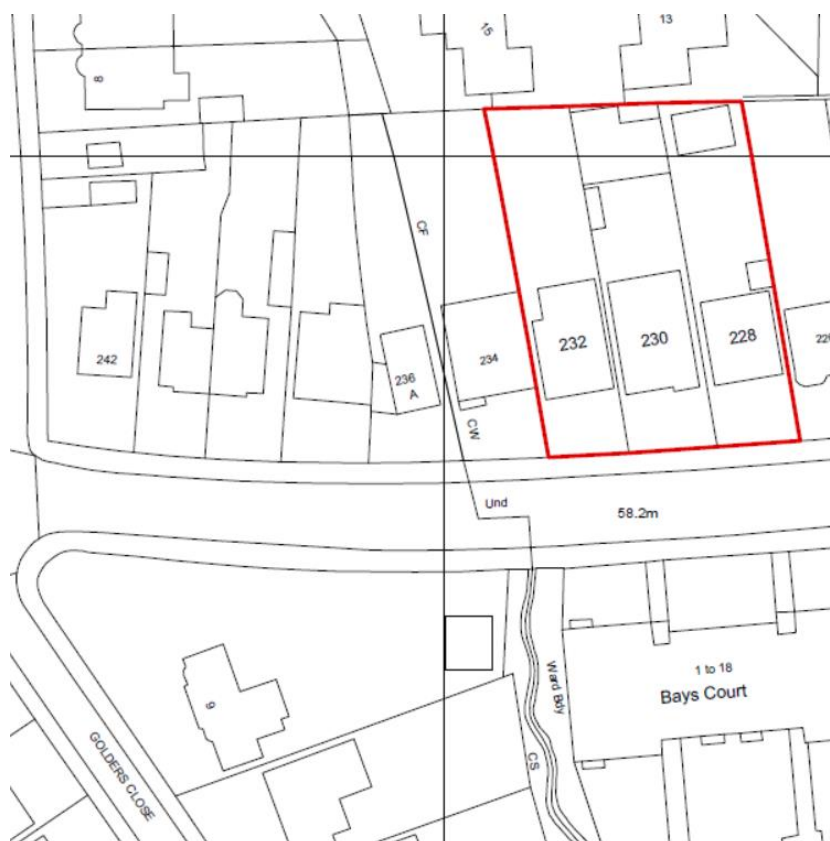 15
13
8
CF
242
236
A
234
232
230
228
CW
Und
58.2m
9
GOLDERS CLOSE
Ward Bdy
CS
1 to 18
Bays Court